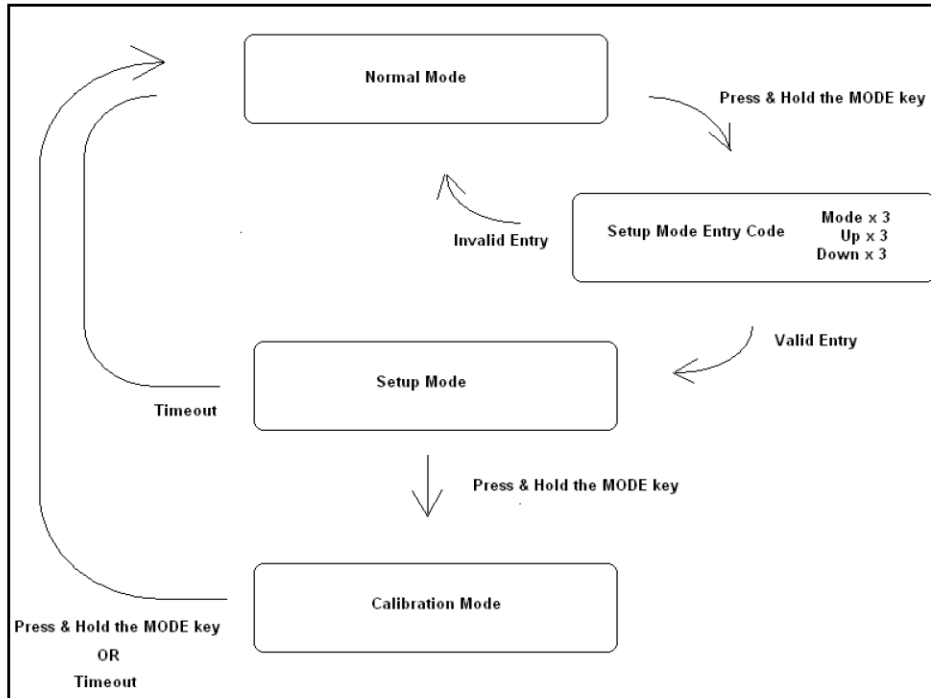 Normal Mode
Press & Hold the MODE key
Setup Mode Entry Code
Mode x 3
Up x 3
Down x 3
Invalid Entry
Valid Entry
Setup Mode
Timeout
Press & Hold the MODE key
Calibration Mode
Press & Hold the MODE key
OR
Timeout